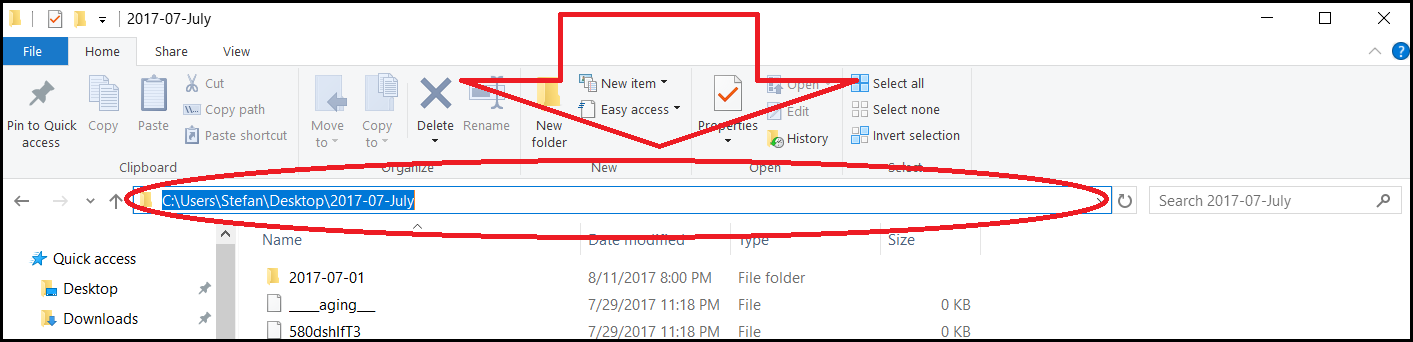 2017-07-July
File Home Share View
Pin to Quick access
Copy
Paste
Cut
Copy path
Paste shortcut
Clipboard
Move to
Copy to
Delete
Rename
Organize
New folder
New item
Easy access
New
Properties
Open
Edit
History
Open
Select all
Select none
Invert selection
Select
C:\Users\Stefan\Desktop\2017-07-July
Search 2017-07-July
Quick access
Desktop
Downloads
Name Date modified Type Size
2017-07-01 8/11/2017 8:00 PM File folder
____aging___ 7/29/2017 11:18 PM File 0 KB
580dshIfT3 7/29/2017 11:18 PM File 0 KB